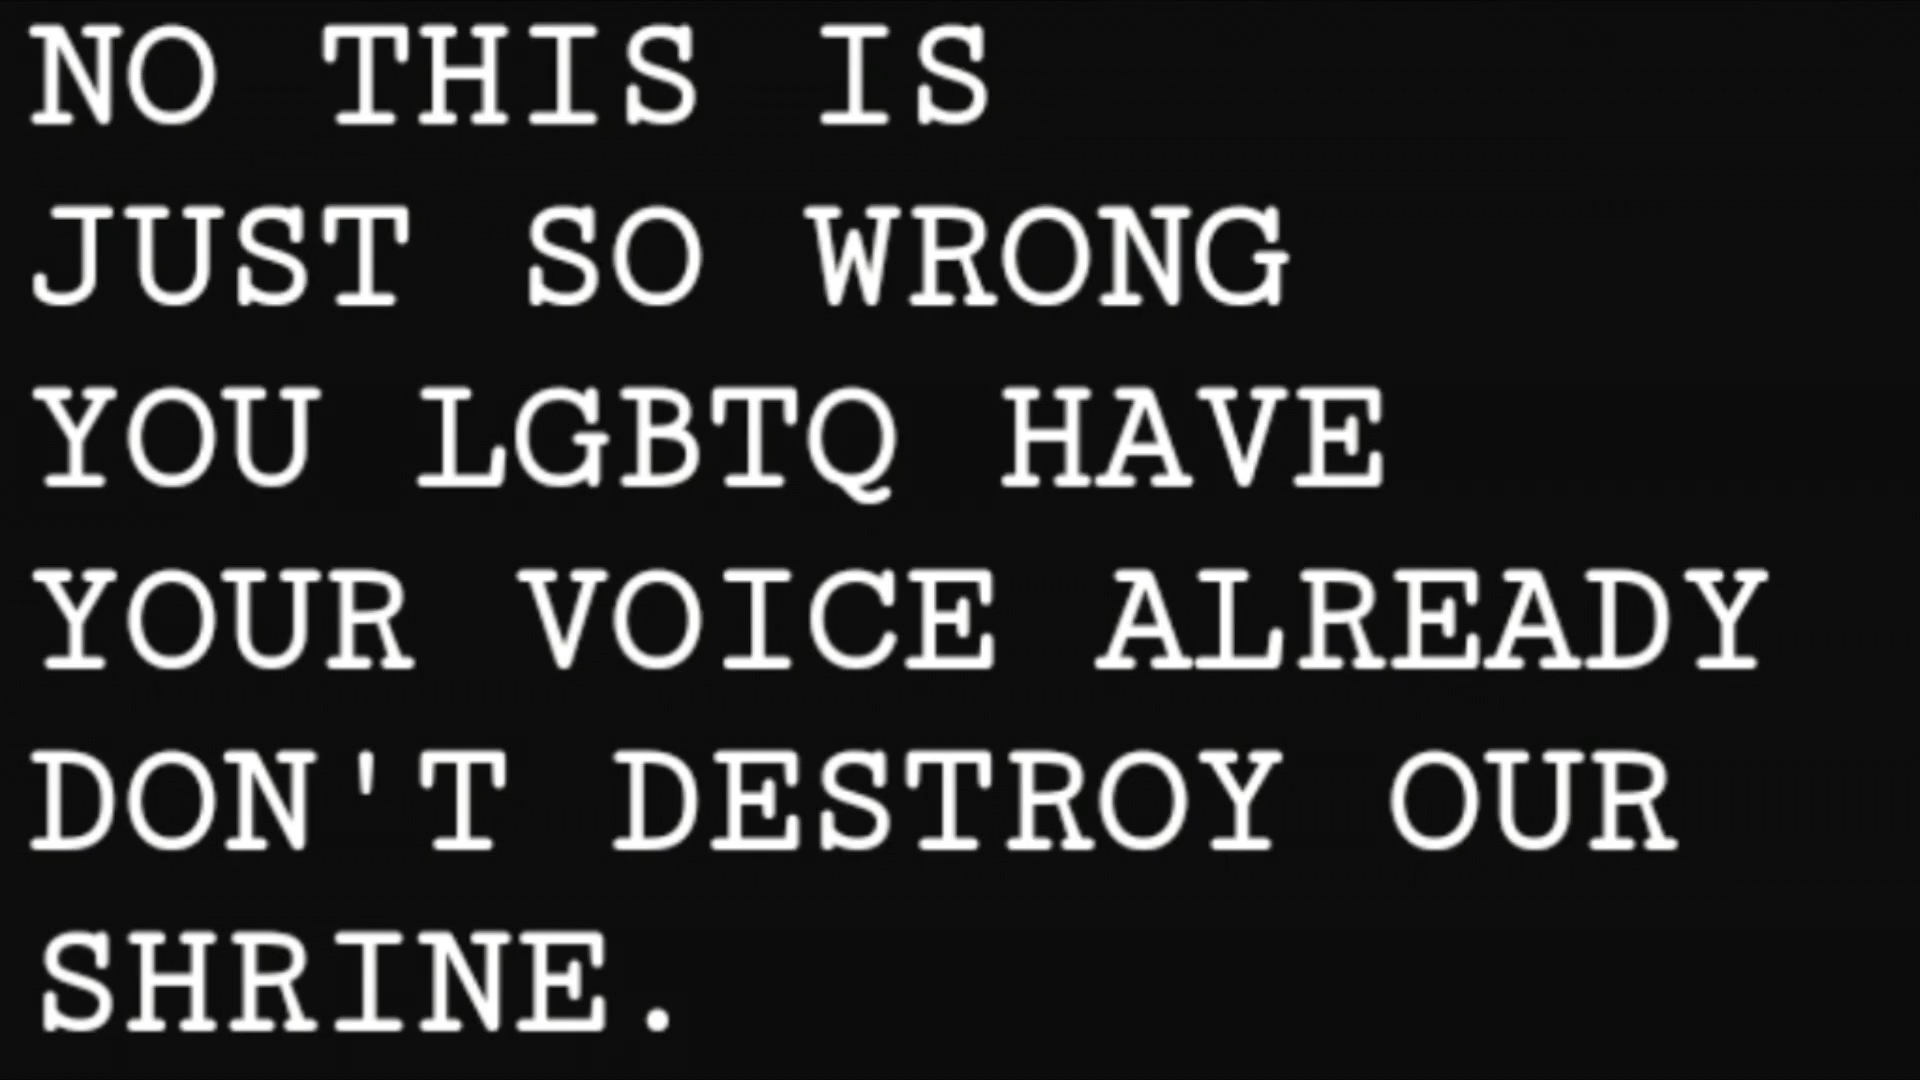 NO THIS IS
JUST SO WRONG
YOU LGBTQ HAVE
YOUR VOICE ALREADY
DON'T DESTROY OUR
SHRINE.